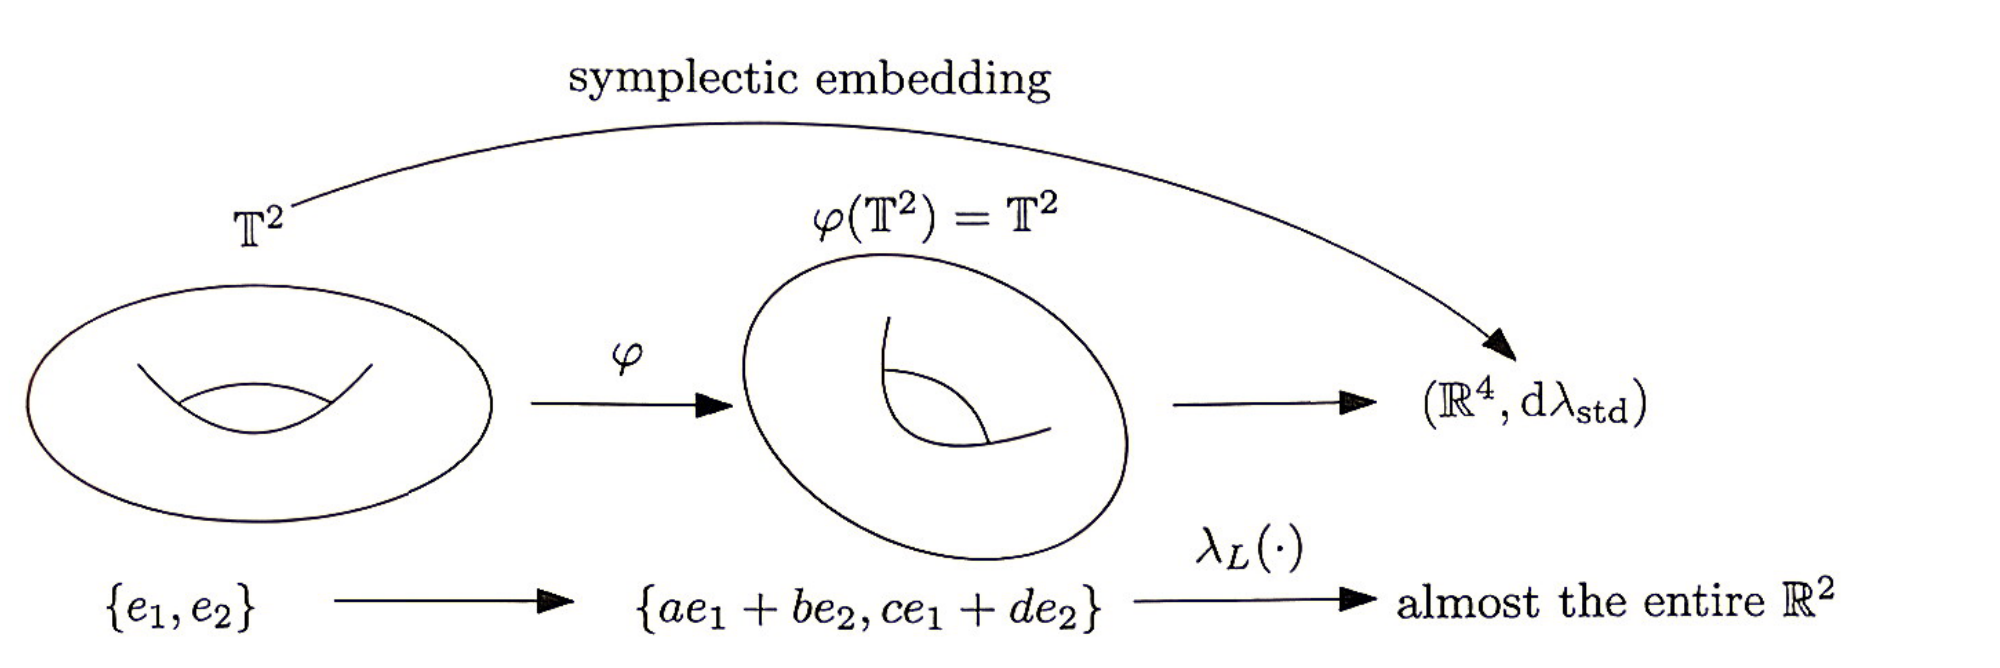 symplectic embedding
𝕋²
φ(𝕋²) = 𝕋²
φ
(ℝ⁴, dλ_std)
λ_L(·)
{e₁, e₂}
{ae₁ + be₂, ce₁ + de₂}
almost the entire ℝ²